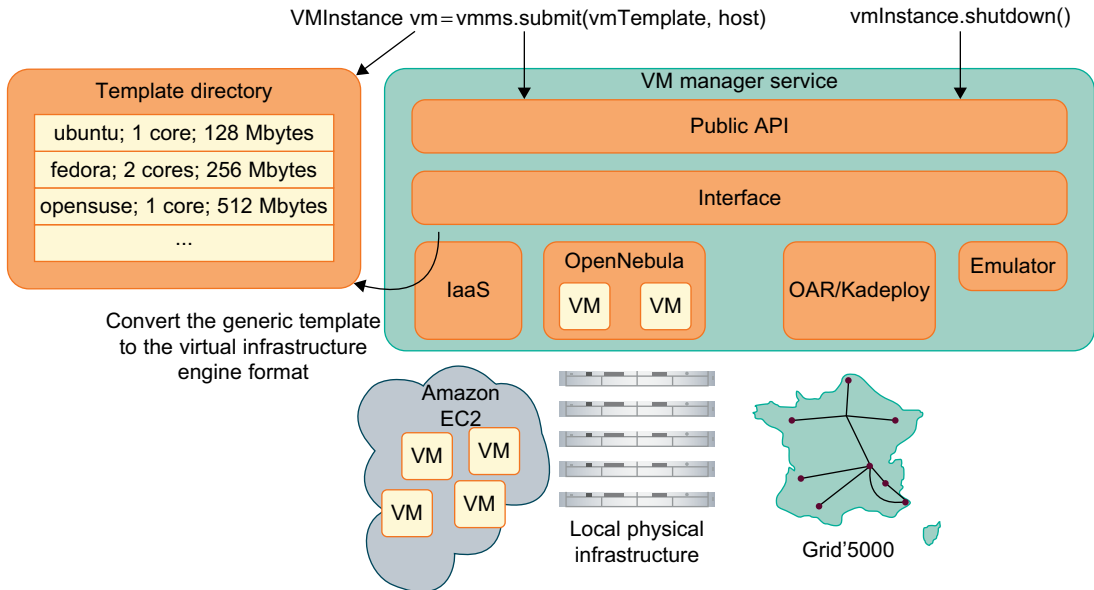 VMInstance vm=vmms.submit(vmTemplate, host)
vmInstance.shutdown()
Template directory
ubuntu; 1 core; 128 Mbytes
fedora; 2 cores; 256 Mbytes
opensuse; 1 core; 512 Mbytes
...
VM manager service
Public API
Interface
IaaS
OpenNebula
VM
VM
OAR/Kadeploy
Emulator
Convert the generic template
to the virtual infrastructure
engine format
Amazon
EC2
VM
VM
VM
VM
Local physical
infrastructure
Grid’5000